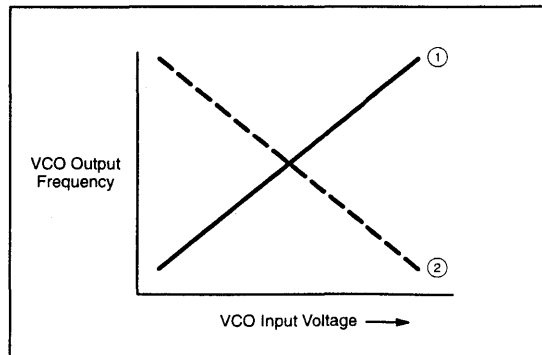 ①
VCO Output
Frequency
②
VCO Input Voltage